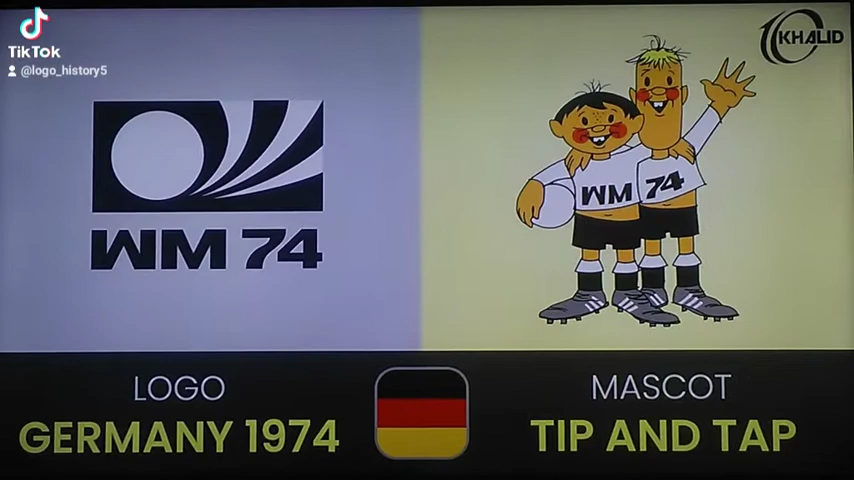 TikTok
@logo_history5
KHALID
WM 74
WM 74
LOGO
GERMANY 1974
MASCOT
TIP AND TAP